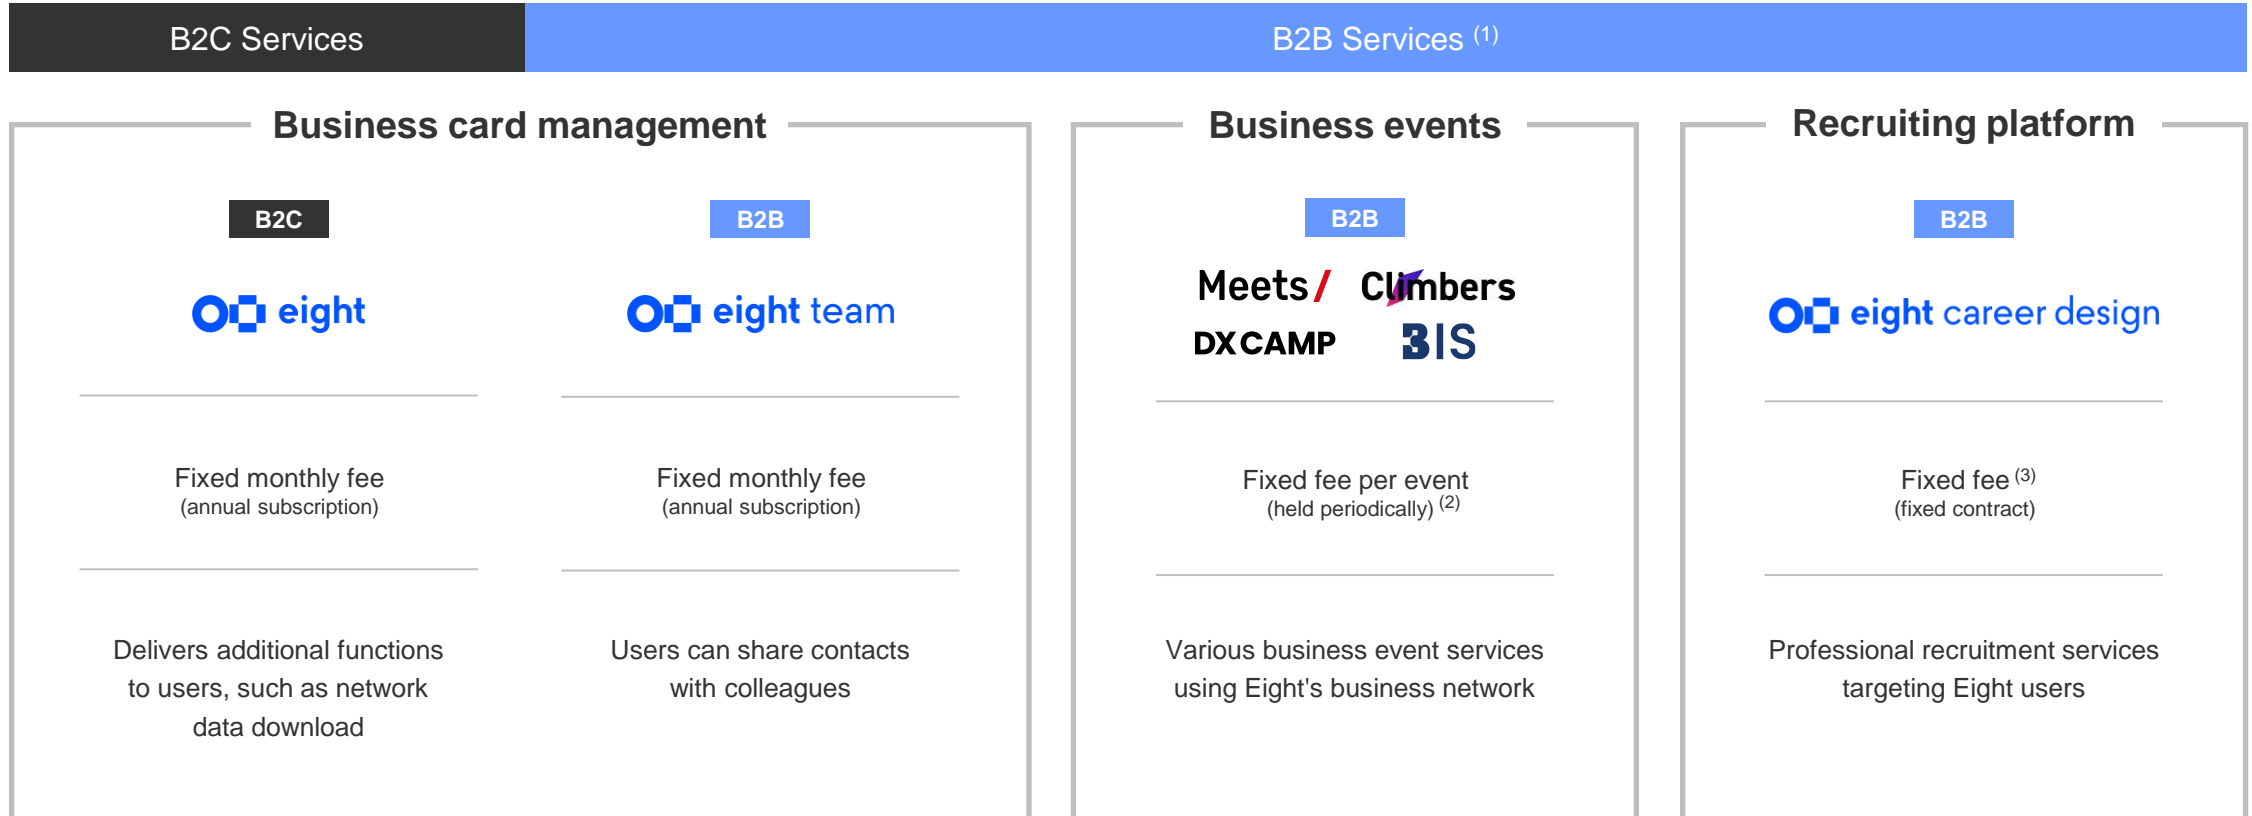 B2C Services
B2B Services (1)
Business card management
B2C
eight
Fixed monthly fee
(annual subscription)
Delivers additional functions
to users, such as network
data download
B2B
eight team
Fixed monthly fee
(annual subscription)
Users can share contacts
with colleagues
Business events
B2B
Meets/ Climbers
DX CAMP BIS
Fixed fee per event
(held periodically) (2)
Various business event services
using Eight's business network
Recruiting platform
B2B
eight career design
Fixed fee (3)
(fixed contract)
Professional recruitment services
targeting Eight users